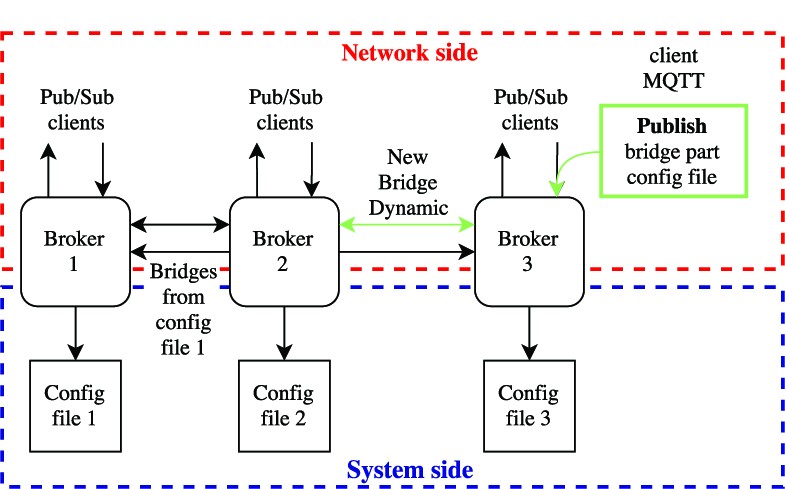 Network side
client
MQTT
Pub/Sub
clients
Pub/Sub
clients
Pub/Sub
clients
Publish
bridge part
config file
New
Bridge
Dynamic
Broker
1
Broker
2
Broker
3
Bridges
from
config
file 1
Config
file 1
Config
file 2
Config
file 3
System side